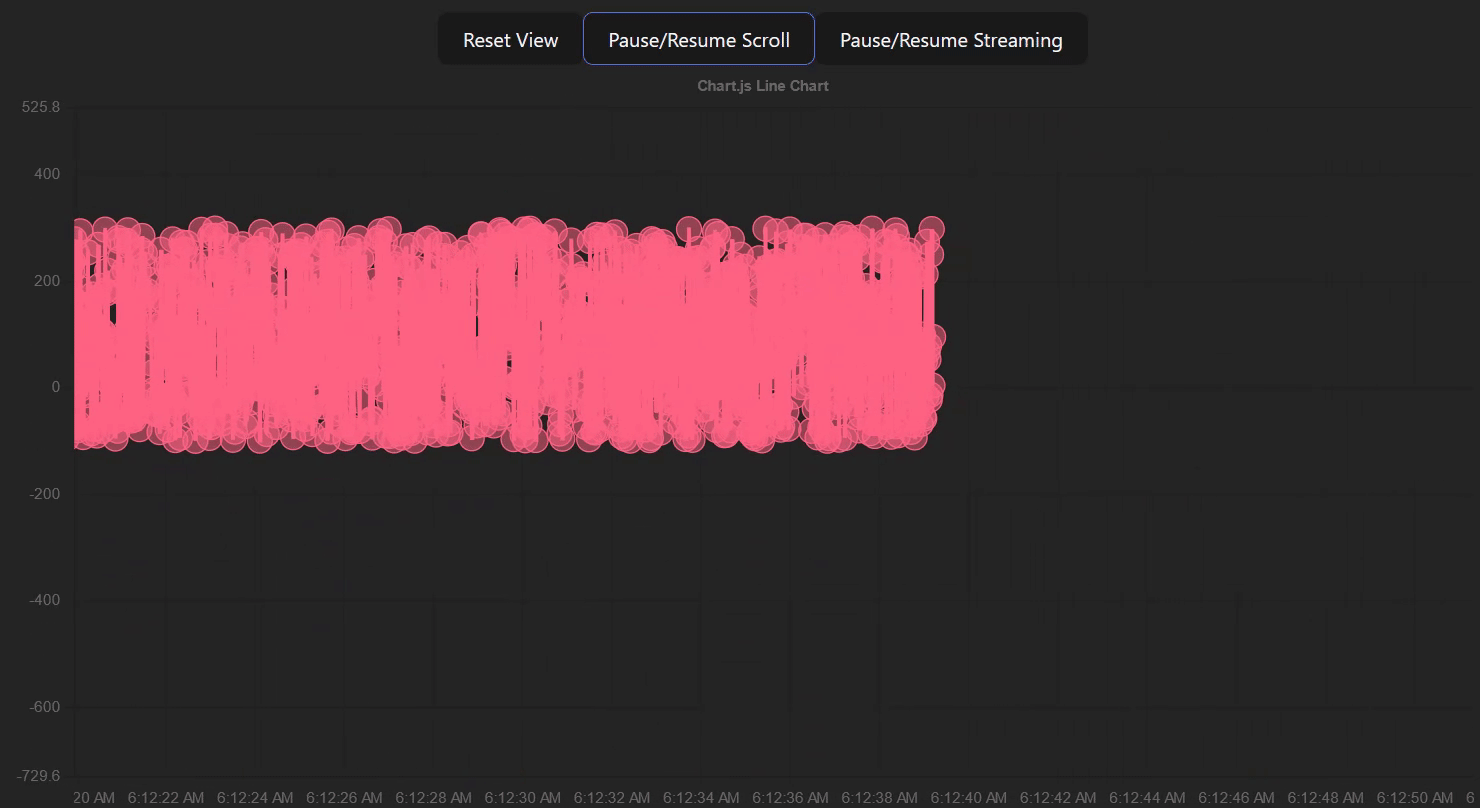 Reset View Pause/Resume Scroll Pause/Resume Streaming
Chart.js Line Chart
525.8
400
200
0
-200
-400
-600
-729.6
20 AM 6:12:22 AM 6:12:24 AM 6:12:26 AM 6:12:28 AM 6:12:30 AM 6:12:32 AM 6:12:34 AM 6:12:36 AM 6:12:38 AM 6:12:40 AM 6:12:42 AM 6:12:44 AM 6:12:46 AM 6:12:48 AM 6:12:50 AM 6